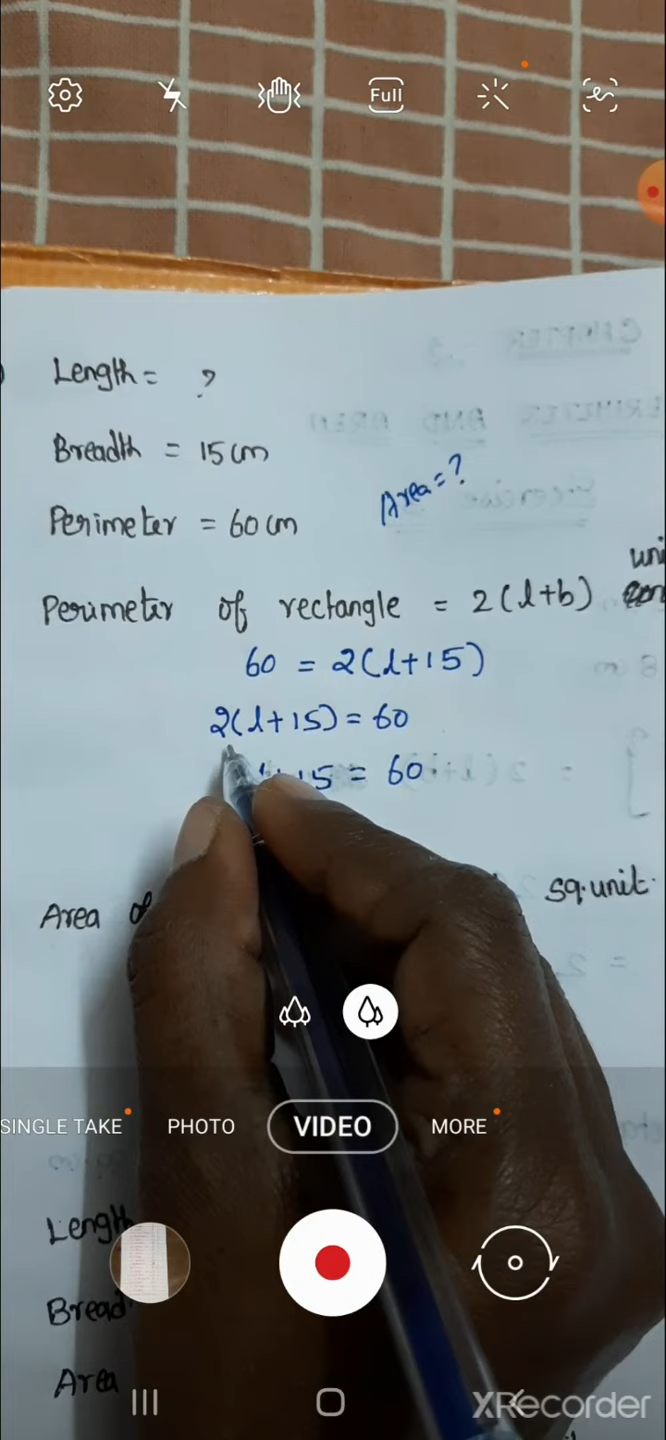 Full
Length = ?
Breadth = 15 cm
Area = ?
Perimeter = 60 cm
Perimeter of rectangle = 2(l+b)
60 = 2(l+15)
2(l+15) = 60
15 = 60
Area sq.unit.
SINGLE TAKE PHOTO VIDEO MORE
Length
Bread
Area
XRecorder